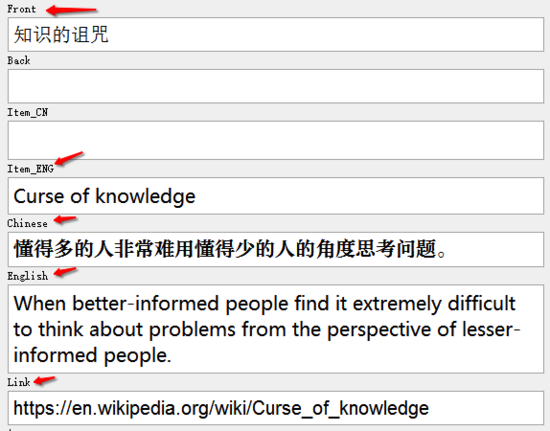 Front
知识的诅咒
Back
Item_CN
Item_ENG
Curse of knowledge
Chinese
懂得多的人非常难用懂得少的人的角度思考问题。
English
When better-informed people find it extremely difficult
to think about problems from the perspective of lesser-
informed people.
Link
https://en.wikipedia.org/wiki/Curse_of_knowledge